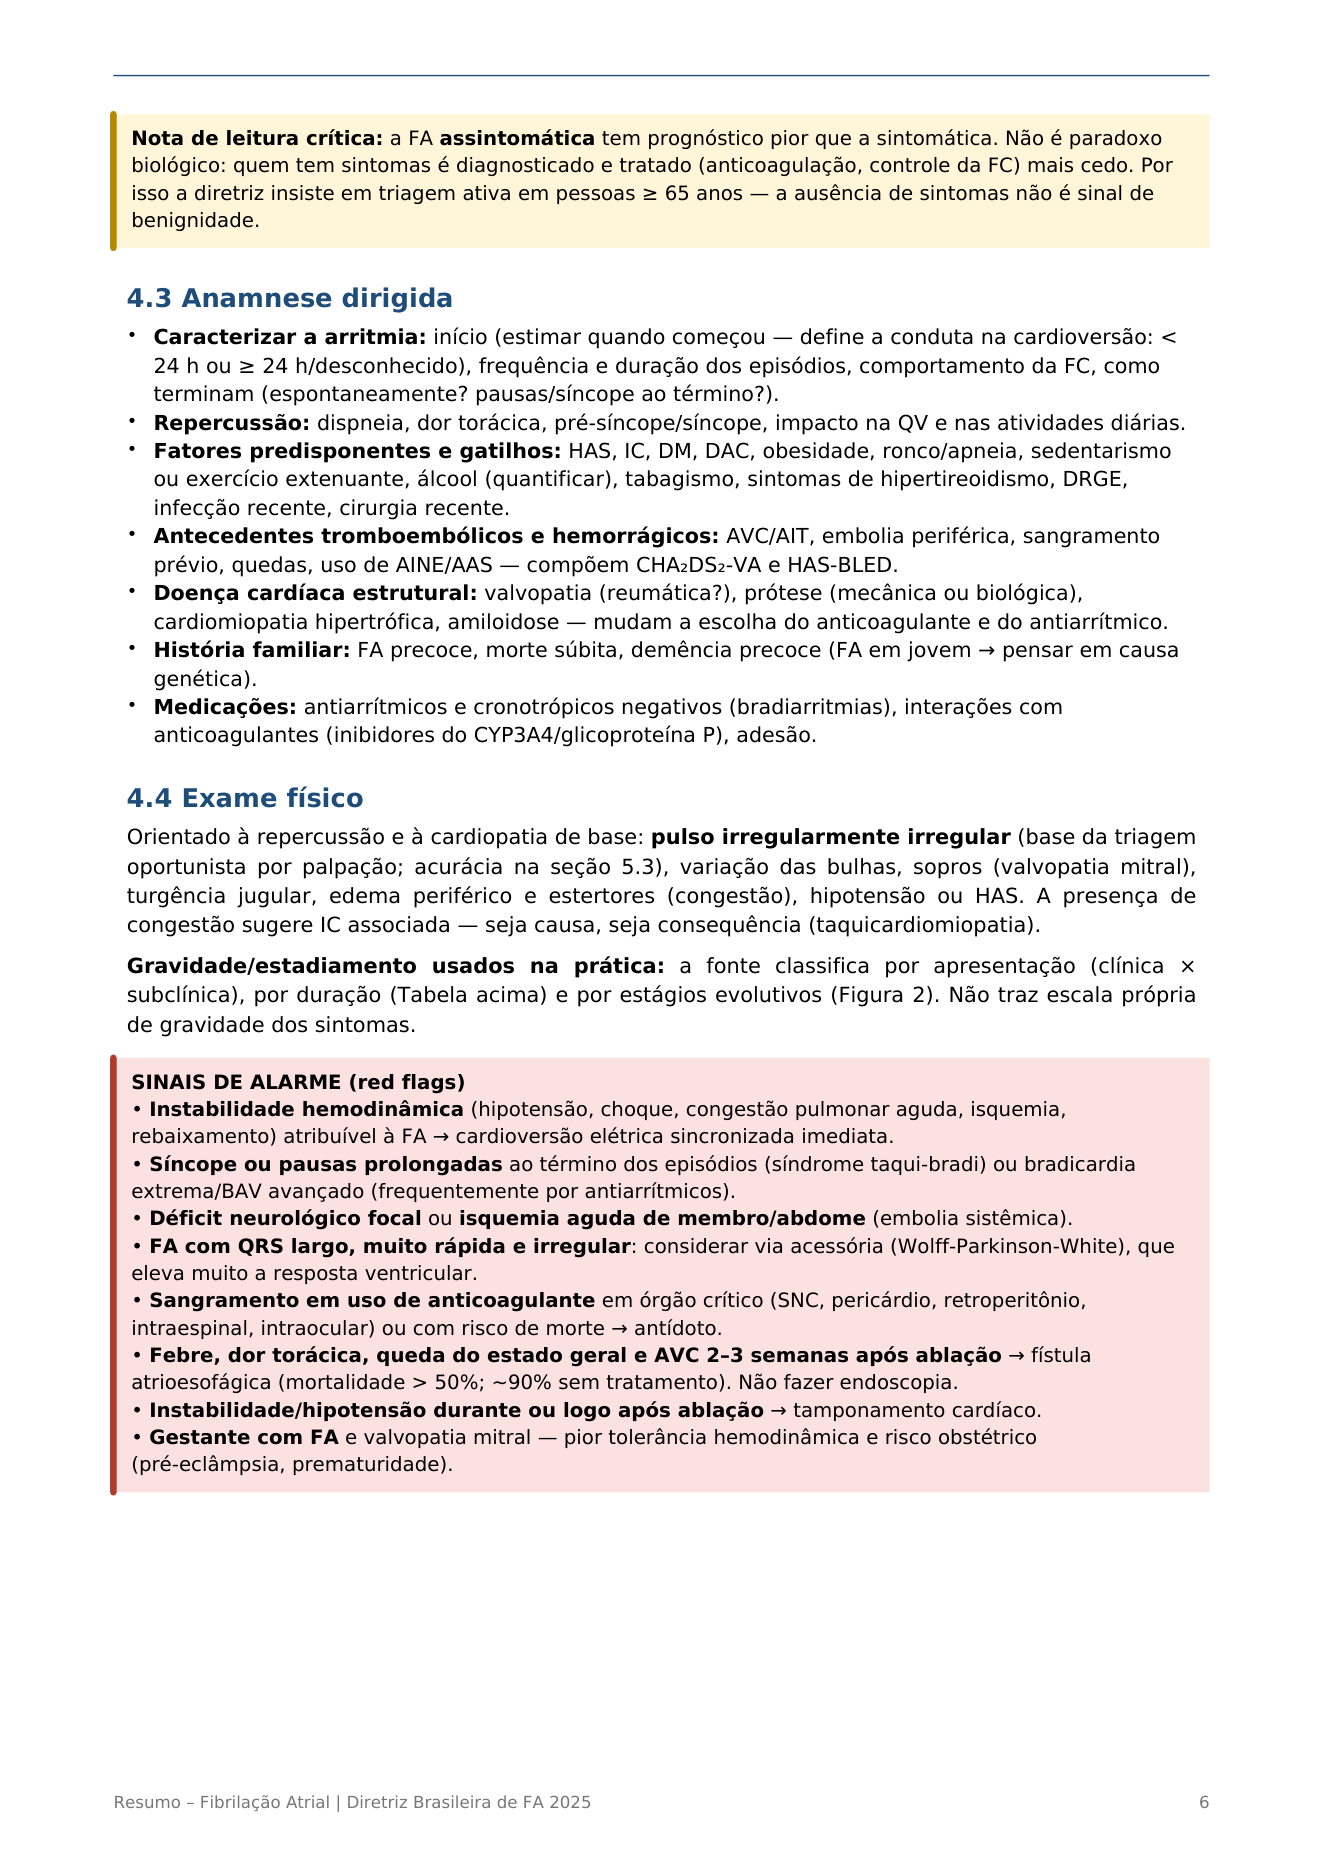 Nota de leitura crítica: a FA assintomática tem prognóstico pior que a sintomática. Não é paradoxo
biológico: quem tem sintomas é diagnosticado e tratado (anticoagulação, controle da FC) mais cedo. Por
isso a diretriz insiste em triagem ativa em pessoas ≥ 65 anos — a ausência de sintomas não é sinal de
benignidade.
4.3 Anamnese dirigida
• Caracterizar a arritmia: início (estimar quando começou — define a conduta na cardioversão: <
24 h ou ≥ 24 h/desconhecido), frequência e duração dos episódios, comportamento da FC, como
terminam (espontaneamente? pausas/síncope ao término?).
• Repercussão: dispneia, dor torácica, pré-síncope/síncope, impacto na QV e nas atividades diárias.
• Fatores predisponentes e gatilhos: HAS, IC, DM, DAC, obesidade, ronco/apneia, sedentarismo
ou exercício extenuante, álcool (quantificar), tabagismo, sintomas de hipertireoidismo, DRGE,
infecção recente, cirurgia recente.
• Antecedentes tromboembólicos e hemorrágicos: AVC/AIT, embolia periférica, sangramento
prévio, quedas, uso de AINE/AAS — compõem CHA₂DS₂-VA e HAS-BLED.
• Doença cardíaca estrutural: valvopatia (reumática?), prótese (mecânica ou biológica),
cardiomiopatia hipertrófica, amiloidose — mudam a escolha do anticoagulante e do antiarrítmico.
• História familiar: FA precoce, morte súbita, demência precoce (FA em jovem → pensar em causa
genética).
• Medicações: antiarrítmicos e cronotrópicos negativos (bradiarritmias), interações com
anticoagulantes (inibidores do CYP3A4/glicoproteína P), adesão.
4.4 Exame físico
Orientado à repercussão e à cardiopatia de base: pulso irregularmente irregular (base da triagem
oportunista por palpação; acurácia na seção 5.3), variação das bulhas, sopros (valvopatia mitral),
turgência jugular, edema periférico e estertores (congestão), hipotensão ou HAS. A presença de
congestão sugere IC associada — seja causa, seja consequência (taquicardiomiopatia).
Gravidade/estadiamento usados na prática: a fonte classifica por apresentação (clínica ×
subclínica), por duração (Tabela acima) e por estágios evolutivos (Figura 2). Não traz escala própria
de gravidade dos sintomas.
SINAIS DE ALARME (red flags)
• Instabilidade hemodinâmica (hipotensão, choque, congestão pulmonar aguda, isquemia,
rebaixamento) atribuível à FA → cardioversão elétrica sincronizada imediata.
• Síncope ou pausas prolongadas ao término dos episódios (síndrome taqui-bradi) ou bradicardia
extrema/BAV avançado (frequentemente por antiarrítmicos).
• Déficit neurológico focal ou isquemia aguda de membro/abdome (embolia sistêmica).
• FA com QRS largo, muito rápida e irregular: considerar via acessória (Wolff-Parkinson-White), que
eleva muito a resposta ventricular.
• Sangramento em uso de anticoagulante em órgão crítico (SNC, pericárdio, retroperitônio,
intraespinal, intraocular) ou com risco de morte → antídoto.
• Febre, dor torácica, queda do estado geral e AVC 2–3 semanas após ablação → fístula
atrioesofágica (mortalidade > 50%; ~90% sem tratamento). Não fazer endoscopia.
• Instabilidade/hipotensão durante ou logo após ablação → tamponamento cardíaco.
• Gestante com FA e valvopatia mitral — pior tolerância hemodinâmica e risco obstétrico
(pré-eclâmpsia, prematuridade).
Resumo – Fibrilação Atrial | Diretriz Brasileira de FA 2025 6